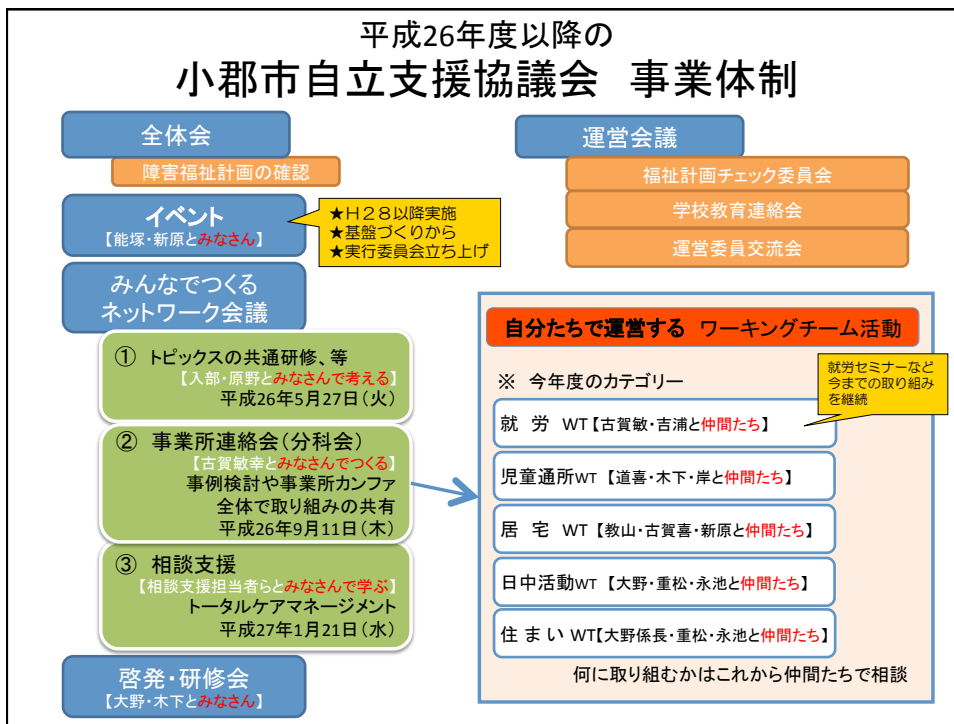 平成26年度以降の
小郡市自立支援協議会　事業体制
全体会
障害福祉計画の確認
イベント
【能塚・新原とみなさん】
★Ｈ２８以降実施
★基盤づくりから
★実行委員会立ち上げ
みんなでつくる
ネットワーク会議
① トピックスの共通研修、等
【入部・原野とみなさんで考える】
平成26年5月27日（火）
② 事業所連絡会（分科会）
【古賀敏幸とみなさんでつくる】
事例検討や事業所カンファ
全体で取り組みの共有
平成26年9月11日（木）
③ 相談支援
【相談支援担当者らとみなさんで学ぶ】
トータルケアマネージメント
平成27年1月21日（水）
啓発・研修会
【大野・木下とみなさん】
運営会議
福祉計画チェック委員会
学校教育連絡会
運営委員交流会
自分たちで運営する ワーキングチーム活動
就労セミナーなど
今までの取り組み
を継続
※ 今年度のカテゴリー
就 労 WT【古賀敏・吉浦と仲間たち】
児童通所WT 【道喜・木下・岸と仲間たち】
居 宅 WT 【教山・古賀喜・新原と仲間たち】
日中活動WT 【大野・重松・永池と仲間たち】
住 ま い WT【大野係長・重松・永池と仲間たち】
何に取り組むかはこれから仲間たちで相談